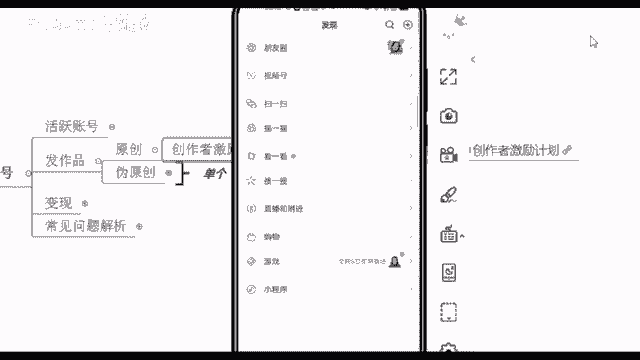 发现
朋友圈
视频号
扫一扫
摇一摇
看一看
搜一搜
直播和附近
购物
游戏
小程序
号
活跃账号
发作品
原创
创作者激励
伪原创
单个
变现
常见问题解析
创作者激励计划